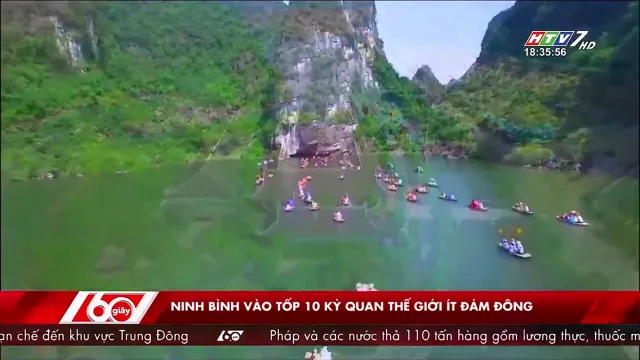 HTV7 HD
18:35:56
60 giây
NINH BÌNH VÀO TỐP 10 KỲ QUAN THẾ GIỚI ÍT ĐÁM ĐÔNG
ạn chế đến khu vực Trung Đông 60 Pháp và các nước thả 110 tấn hàng gồm lương thực, thuốc m